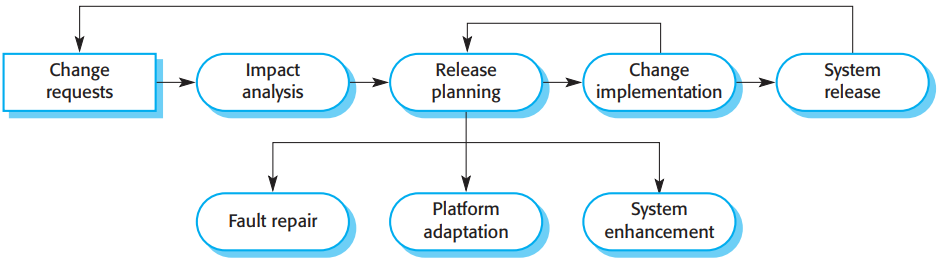 Change
requests
Impact
analysis
Release
planning
Change
implementation
System
release
Fault repair
Platform
adaptation
System
enhancement